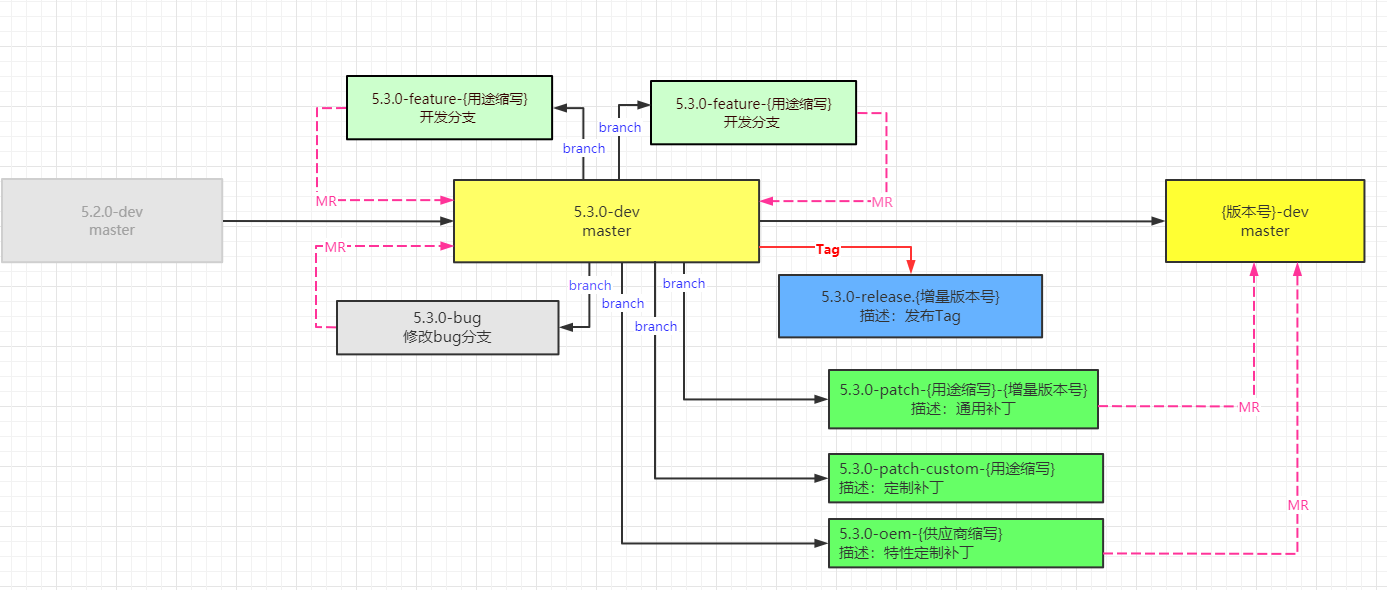 5.3.0-feature-{用途缩写}
开发分支
5.3.0-feature-{用途缩写}
开发分支
branch
branch
MR
MR
5.2.0-dev
master
5.3.0-dev
master
{版本号}-dev
master
MR
Tag
branch
branch
branch
branch
5.3.0-bug
修改bug分支
5.3.0-release.{增量版本号}
描述：发布Tag
5.3.0-patch-{用途缩写}-{增量版本号}
描述：通用补丁
MR
5.3.0-patch-custom-{用途缩写}
描述：定制补丁
MR
5.3.0-oem-{供应商缩写}
描述：特性定制补丁